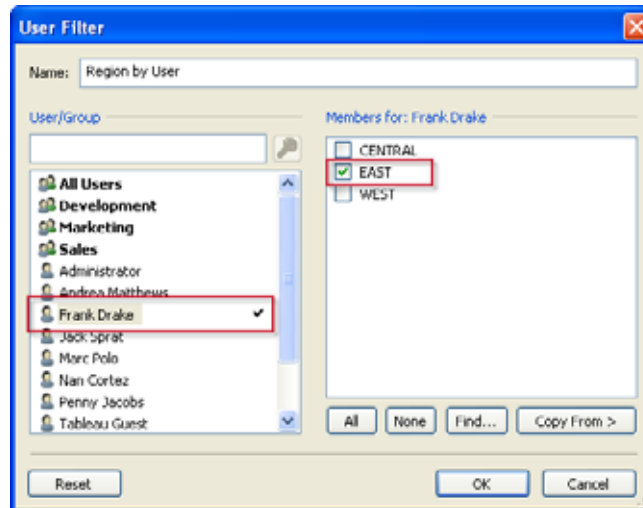 User Filter
Name: Region by User
User/Group
All Users
Development
Marketing
Sales
Administrator
Andrea Matthews
Frank Drake
Jack Sprat
Marc Polo
Nan Cortez
Penny Jacobs
Tableau Guest
Members for: Frank Drake
CENTRAL
EAST
WEST
All None Find... Copy From >
Reset OK Cancel